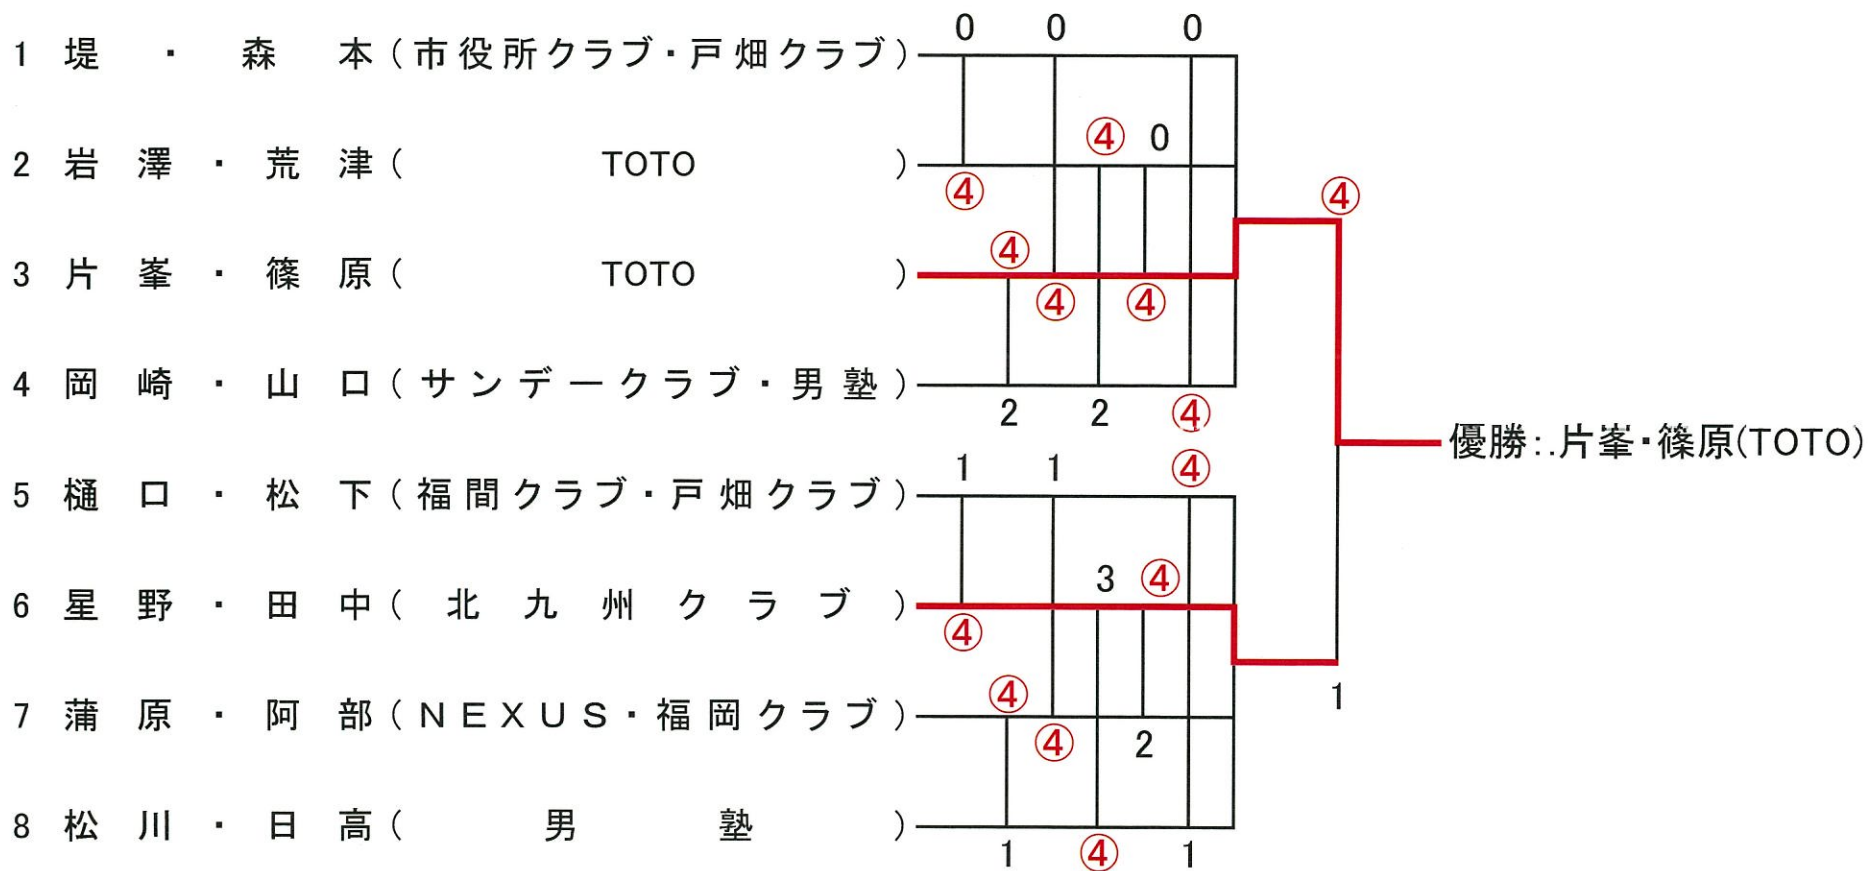 0 0 0
1 堤 ・ 森 本 ( 市役所クラブ・戸畑クラブ )
④ 0
2 岩 澤 ・ 荒 津 ( TOTO )
④ ④
④
3 片 峯 ・ 篠 原 ( TOTO )
④ ④
4 岡 崎 ・ 山 口 ( サンデークラブ・男塾 )
2 2 ④
優勝:.片峯・篠原(TOTO)
1 1 ④
5 樋 口 ・ 松 下 ( 福間クラブ・戸畑クラブ )
3 ④
6 星 野 ・ 田 中 ( 北九州クラブ )
④
④ 1
7 蒲 原 ・ 阿 部 ( NEXUS・福岡クラブ )
④ 2
8 松 川 ・ 日 高 ( 男塾 )
1 ④ 1